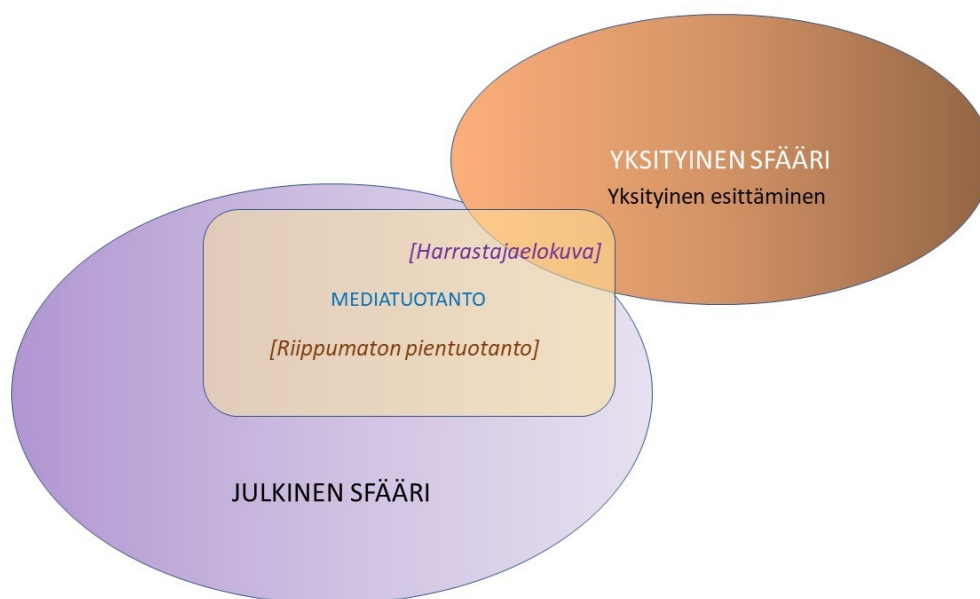 YKSITYINEN SFÄÄRI
Yksityinen esittäminen
[Harrastajaelokuva]
MEDIATUOTANTO
[Riippumaton pientuotanto]
JULKINEN SFÄÄRI